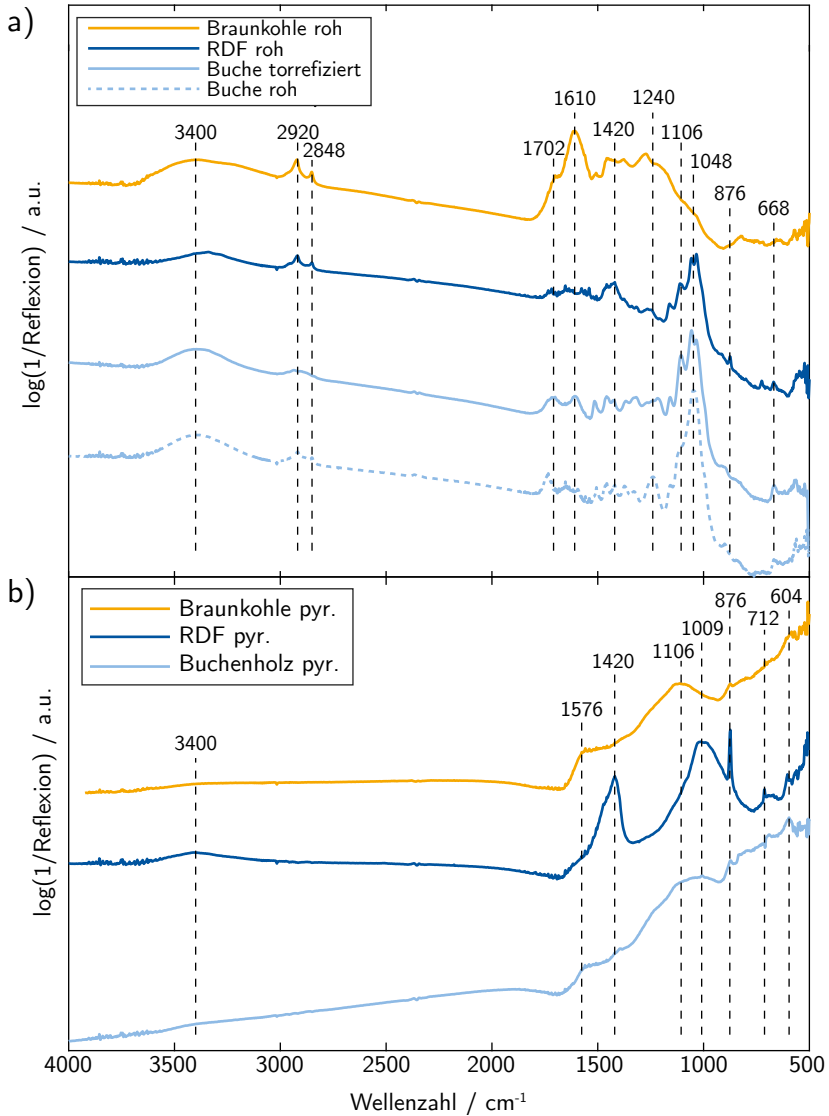 a)
Braunkohle roh
RDF roh
Buche torrefiziert
Buche roh
3400
2920
2848
1702
1610
1420
1240
1106
1048
876
668
log(1/Reflexion) / a.u.
b)
Braunkohle pyr.
RDF pyr.
Buchenholz pyr.
3400
1576
1420
1106
1009
876
712
604
log(1/Reflexion) / a.u.
4000 3500 3000 2500 2000 1500 1000 500
Wellenzahl / cm-1